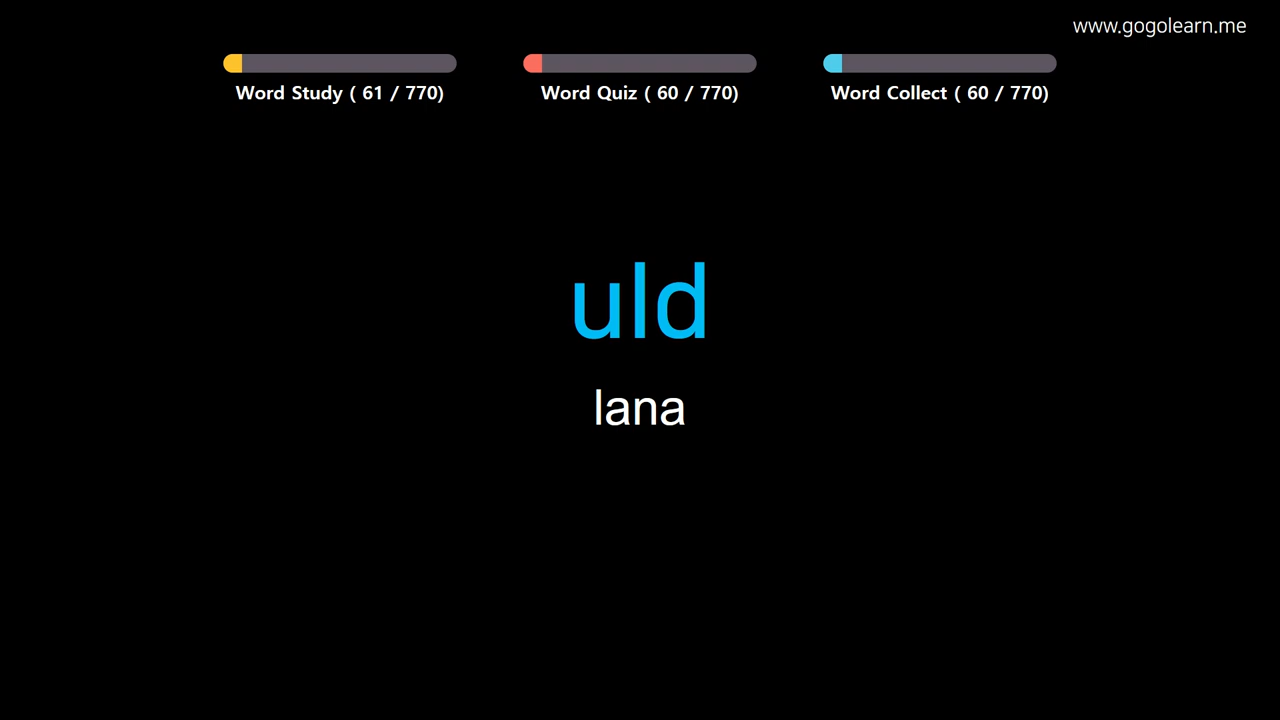 www.gogolearn.me
Word Study ( 61 / 770)
Word Quiz ( 60 / 770)
Word Collect ( 60 / 770)
uld
lana